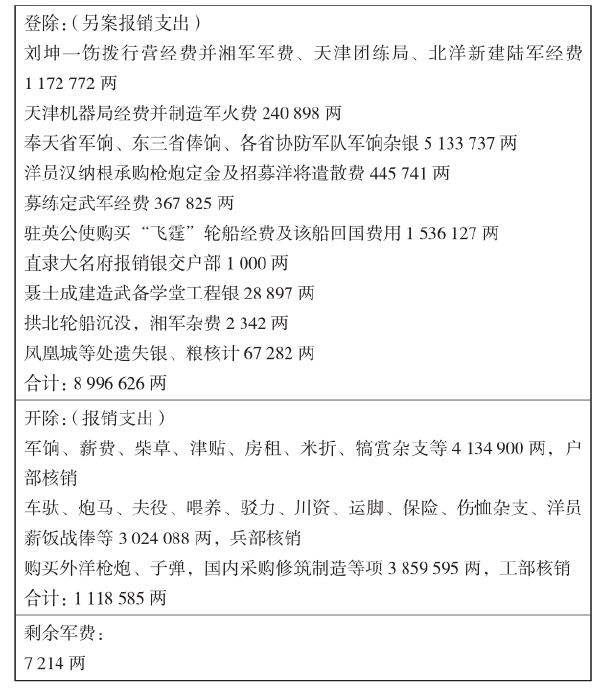 登除：（另案报销支出）
刘坤一饬拨行营经费并湘军军费、天津团练局、北洋新建陆军经费
1 172 772 两
天津机器局经费并制造军火费 240 898 两
奉天省军饷、东三省俸饷、各省协防军队军饷杂银 5 133 737 两
洋员汉纳根承购枪炮定金及招募洋将遣散费 445 741 两
募练定武军经费 367 825 两
驻英公使购买“飞霆”轮船经费及该船回国费用 1 536 127 两
直隶大名府报销银交户部 1 000 两
聂士成建造武备学堂工程银 28 897 两
拱北轮船沉没，湘军杂费 2 342 两
凤凰城等处遗失银、粮核计 67 282 两
合计：8 996 626 两
开除：（报销支出）
军饷、薪费、柴草、津贴、房租、米折、犒赏杂支等 4 134 900 两，户
部核销
车驮、炮马、夫役、喂养、驳力、川资、运脚、保险、伤恤杂支、洋员
薪饭战俸等 3 024 088 两，兵部核销
购买外洋枪炮、子弹，国内采购修筑制造等项 3 859 595 两，工部核销
合计：1 118 585 两
剩余军费：
7 214 两